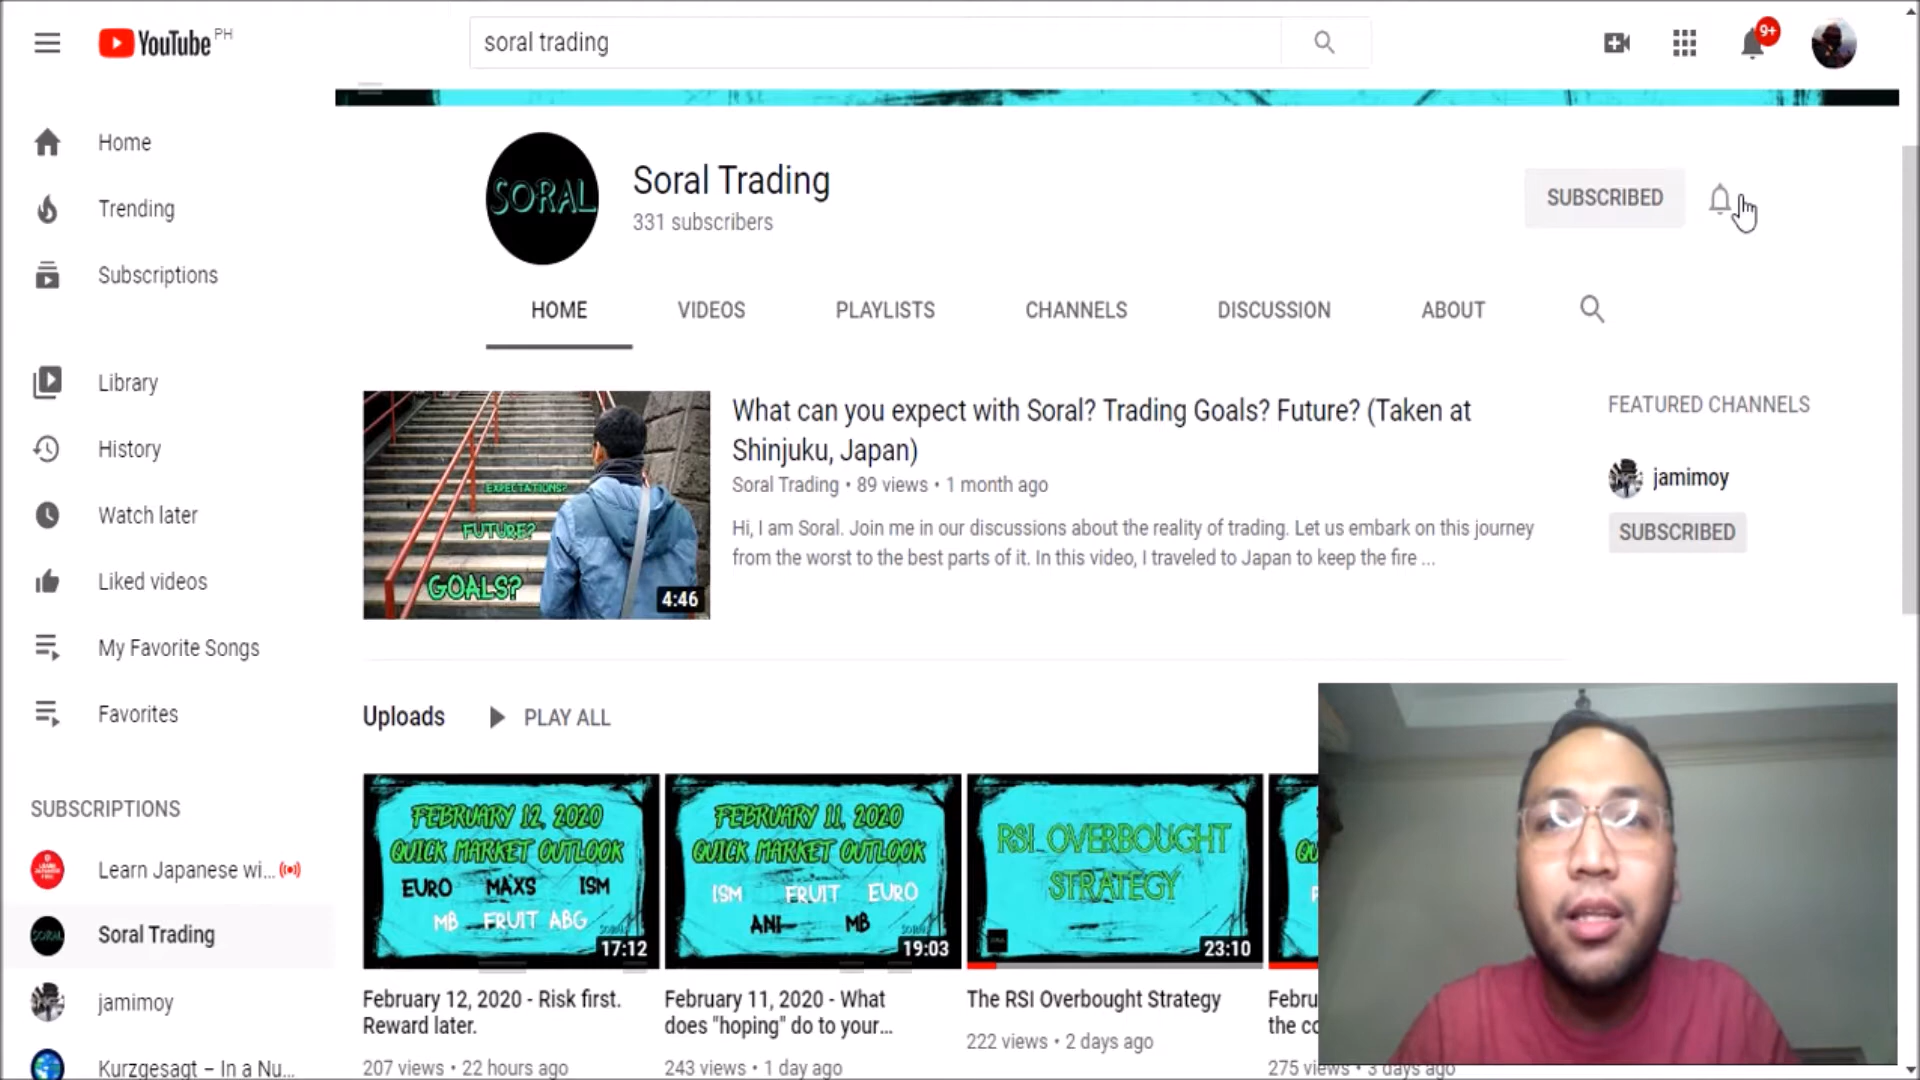 YouTube PH
soral trading
9+
Home
Trending
Subscriptions
Library
History
Watch later
Liked videos
My Favorite Songs
Favorites
SUBSCRIPTIONS
Learn Japanese wi...
Soral Trading
jamimoy
Kurzgesagt – In a Nu...
SORAL
Soral Trading
331 subscribers
SUBSCRIBED
HOME VIDEOS PLAYLISTS CHANNELS DISCUSSION ABOUT
EXPECTATIONS?
FUTURE?
GOALS?
4:46
What can you expect with Soral? Trading Goals? Future? (Taken at
Shinjuku, Japan)
Soral Trading • 89 views • 1 month ago
Hi, I am Soral. Join me in our discussions about the reality of trading. Let us embark on this journey
from the worst to the best parts of it. In this video, I traveled to Japan to keep the fire ...
FEATURED CHANNELS
jamimoy
SUBSCRIBED
Uploads PLAY ALL
FEBRUARY 12, 2020
QUICK MARKET OUTLOOK
EURO MAXS ISM
MB FRUIT ABG
17:12
February 12, 2020 - Risk first.
Reward later.
207 views • 22 hours ago
FEBRUARY 11, 2020
QUICK MARKET OUTLOOK
ISM FRUIT EURO
ANI MB
19:03
February 11, 2020 - What
does "hoping" do to your...
243 views • 1 day ago
RSI OVERBOUGHT
STRATEGY
23:10
The RSI Overbought Strategy
222 views • 2 days ago
Febru
the co
275 views • 3 days ago